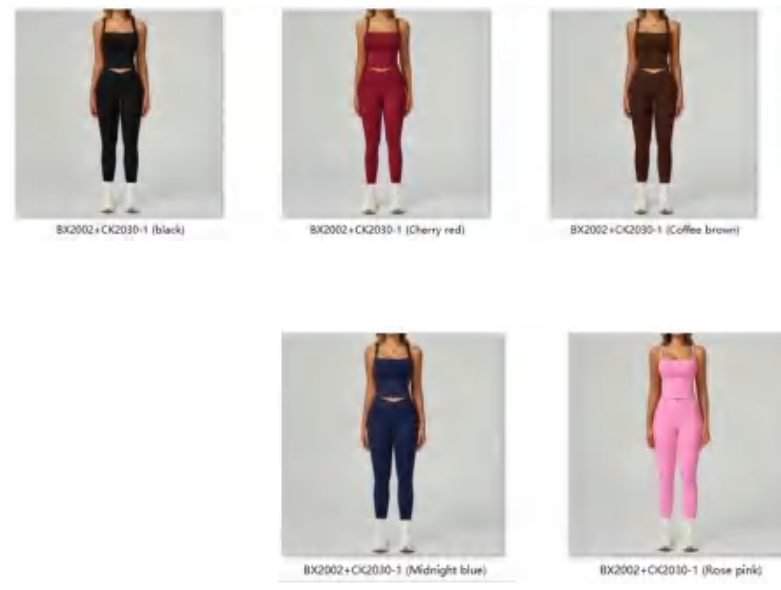 BX2002+CK2030-1 (black)
BX2002+CK2030-1 (Cherry red)
BX2002+CK2030-1 (Coffee brown)
BX2002+CK2030-1 (Midnight blue)
BX2002+CK2030-1 (Rose pink)